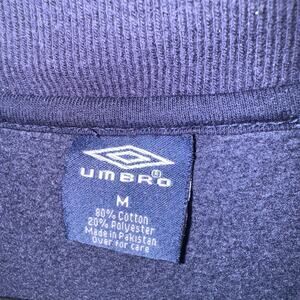 UMBRO
M
80% Cotton
20% Polyester
Made in Pakistan
Over for Care